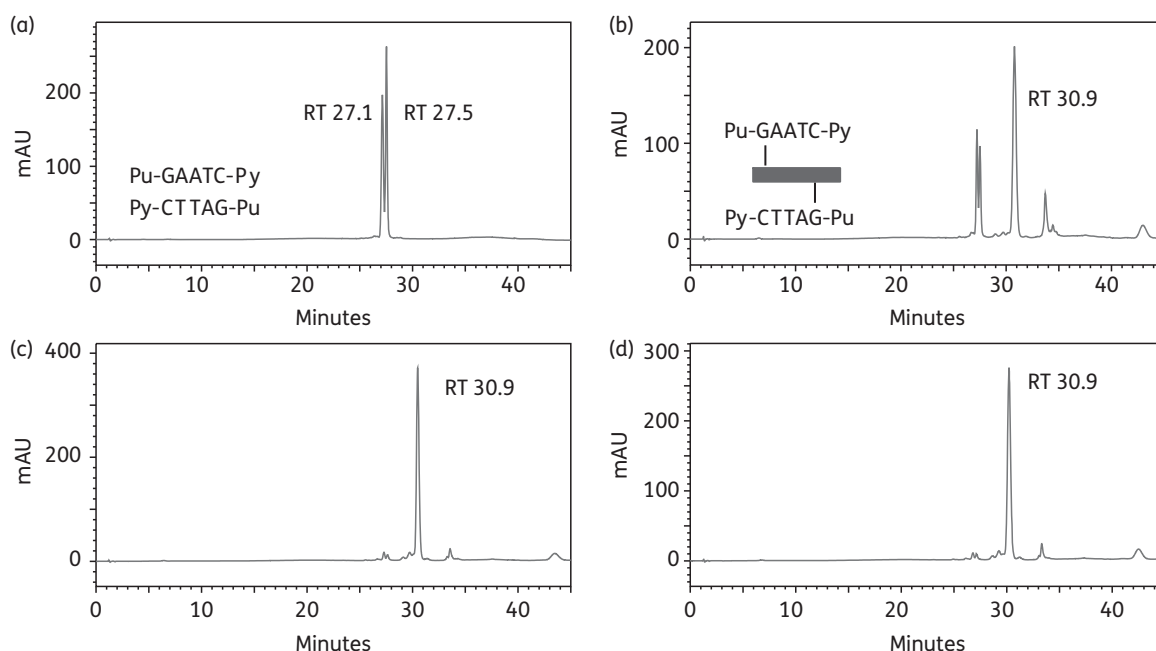 (a)
200
100
0
mAU
RT 27.1 RT 27.5
Pu-GAATC-Py
Py-CTTAG-Pu
0 10 20 30 40
Minutes
(b)
200
100
0
mAU
RT 30.9
Pu-GAATC-Py
Py-CTTAG-Pu
0 10 20 30 40
Minutes
(c)
400
200
0
mAU
RT 30.9
0 10 20 30 40
Minutes
(d)
300
200
100
0
mAU
RT 30.9
0 10 20 30 40
Minutes